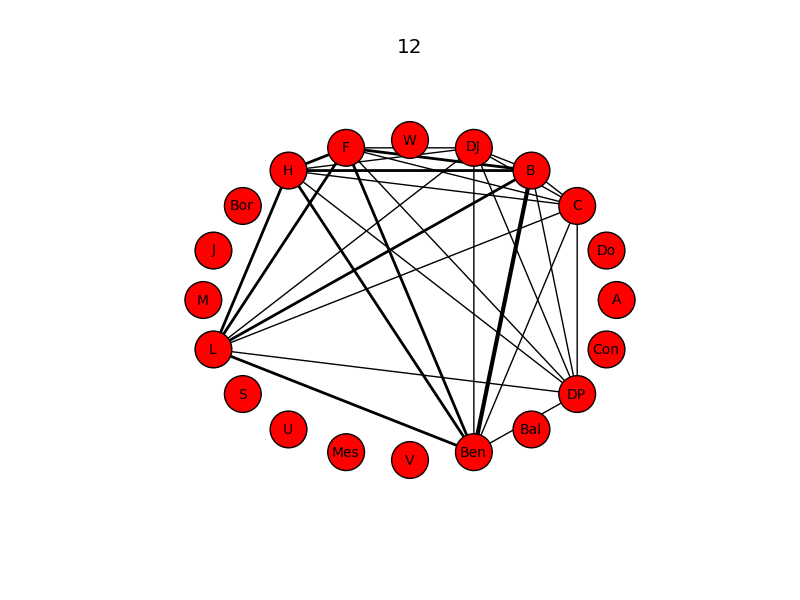 12
W
F DJ
H B
Bor C
J Do
M A
L Con
S DP
U Bal
Mes Ben
V